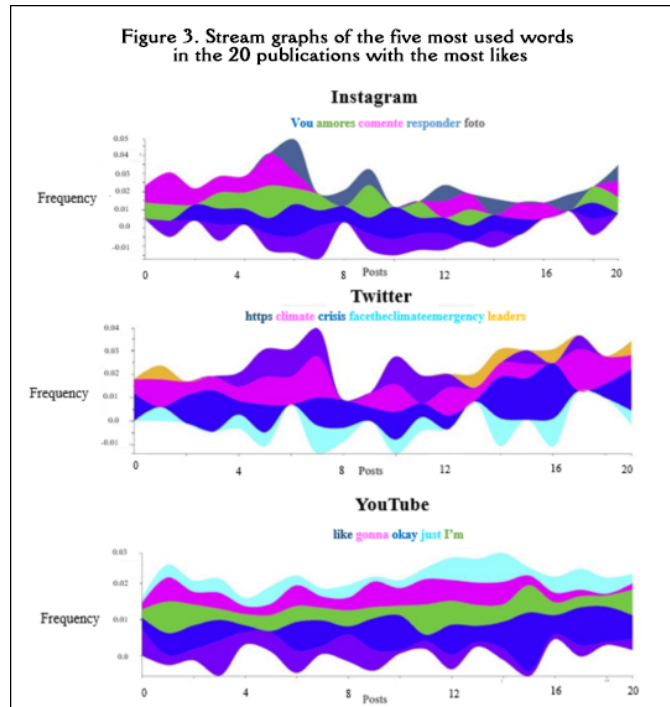 Figure 3. Stream graphs of the five most used words
in the 20 publications with the most likes
Instagram
Vou amores comente responder foto
Frequency
0.05
0.04
0.02
0.01
0.0
-0.01
0 4 8 12 16 20
Posts
Twitter
https climate crisis facetheclimateemergency leaders
Frequency
0.04
0.03
0.02
0.01
0.0
-0.01
0 4 8 12 16 20
Posts
YouTube
like gonna okay just I'm
Frequency
0.03
0.02
0.01
0.0
0 4 8 12 16 20
Posts